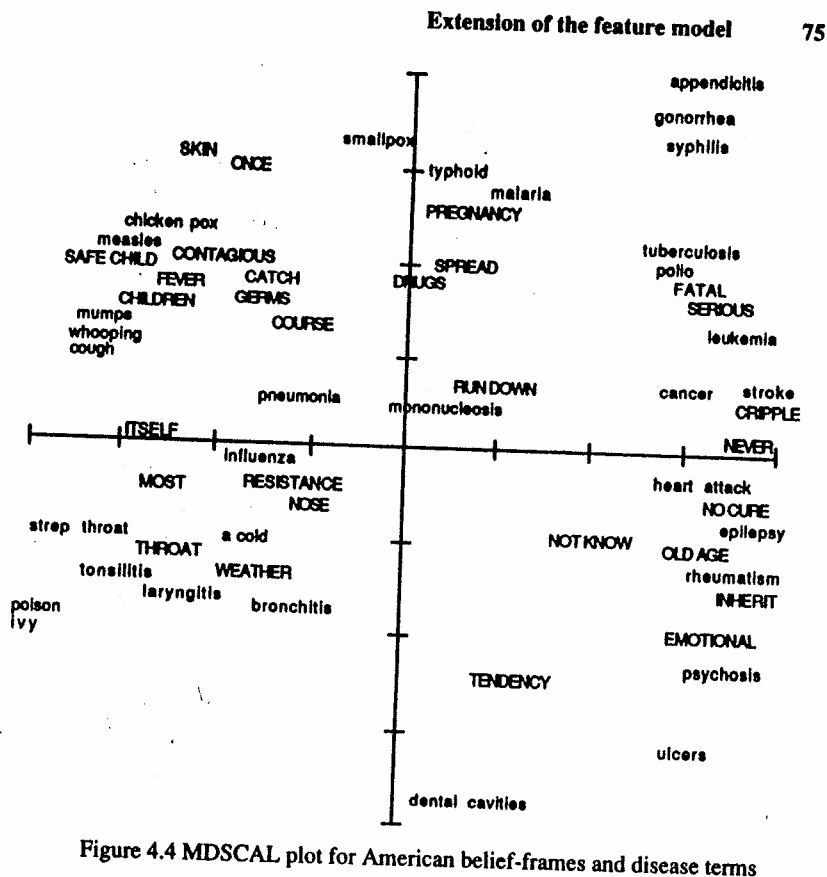 Extension of the feature model 75
appendicitis
gonorrhea
smallpox
syphilis
SKIN
ONCE
typhoid
malaria
PREGNANCY
chicken pox
measles
SAFE CHILD
CONTAGIOUS
tuberculosis
SPREAD
polio
FEVER
CATCH
DRUGS
FATAL
CHILDREN
GERMS
SERIOUS
mumps
COURSE
whooping
cough
leukemia
pneumonia
RUN DOWN
cancer
stroke
mononucleosis
CRIPPLE
ITSELF
NEVER
influenza
MOST
RESISTANCE
heart attack
NOSE
NO CURE
strep throat
a cold
epilepsy
THROAT
NOT KNOW
OLD AGE
tonsilitis
WEATHER
rheumatism
laryngitis
INHERIT
poison
ivy
bronchitis
EMOTIONAL
TENDENCY
psychosis
ulcers
dental cavities
Figure 4.4 MDSCAL plot for American belief-frames and disease terms